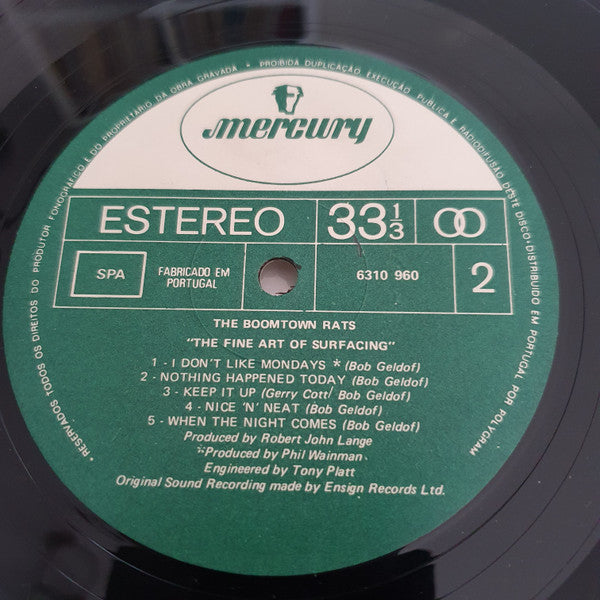 • RESERVADOS TODOS OS DIREITOS DO PRODUTOR FONOGRÁFICO E DO PROPRIETÁRIO DA OBRA GRAVADA • PROIBIDA DUPLICAÇÃO, EXECUÇÃO PÚBLICA E RADIODIFUSÃO DESTE DISCO • DISTRIBUIDO EM PORTUGAL POR POLYGRAM
mercury
ESTEREO 33 1/3
SPA
FABRICADO EM
PORTUGAL
6310 960
2
THE BOOMTOWN RATS
"THE FINE ART OF SURFACING"
1 - I DON'T LIKE MONDAYS * (Bob Geldof)
2 - NOTHING HAPPENED TODAY (Bob Geldof)
3 - KEEP IT UP (Gerry Cott/ Bob Geldof)
4 - NICE 'N' NEAT (Bob Geldof)
5 - WHEN THE NIGHT COMES (Bob Geldof)
Produced by Robert John Lange
*Produced by Phil Wainman
Engineered by Tony Platt
Original Sound Recording made by Ensign Records Ltd.